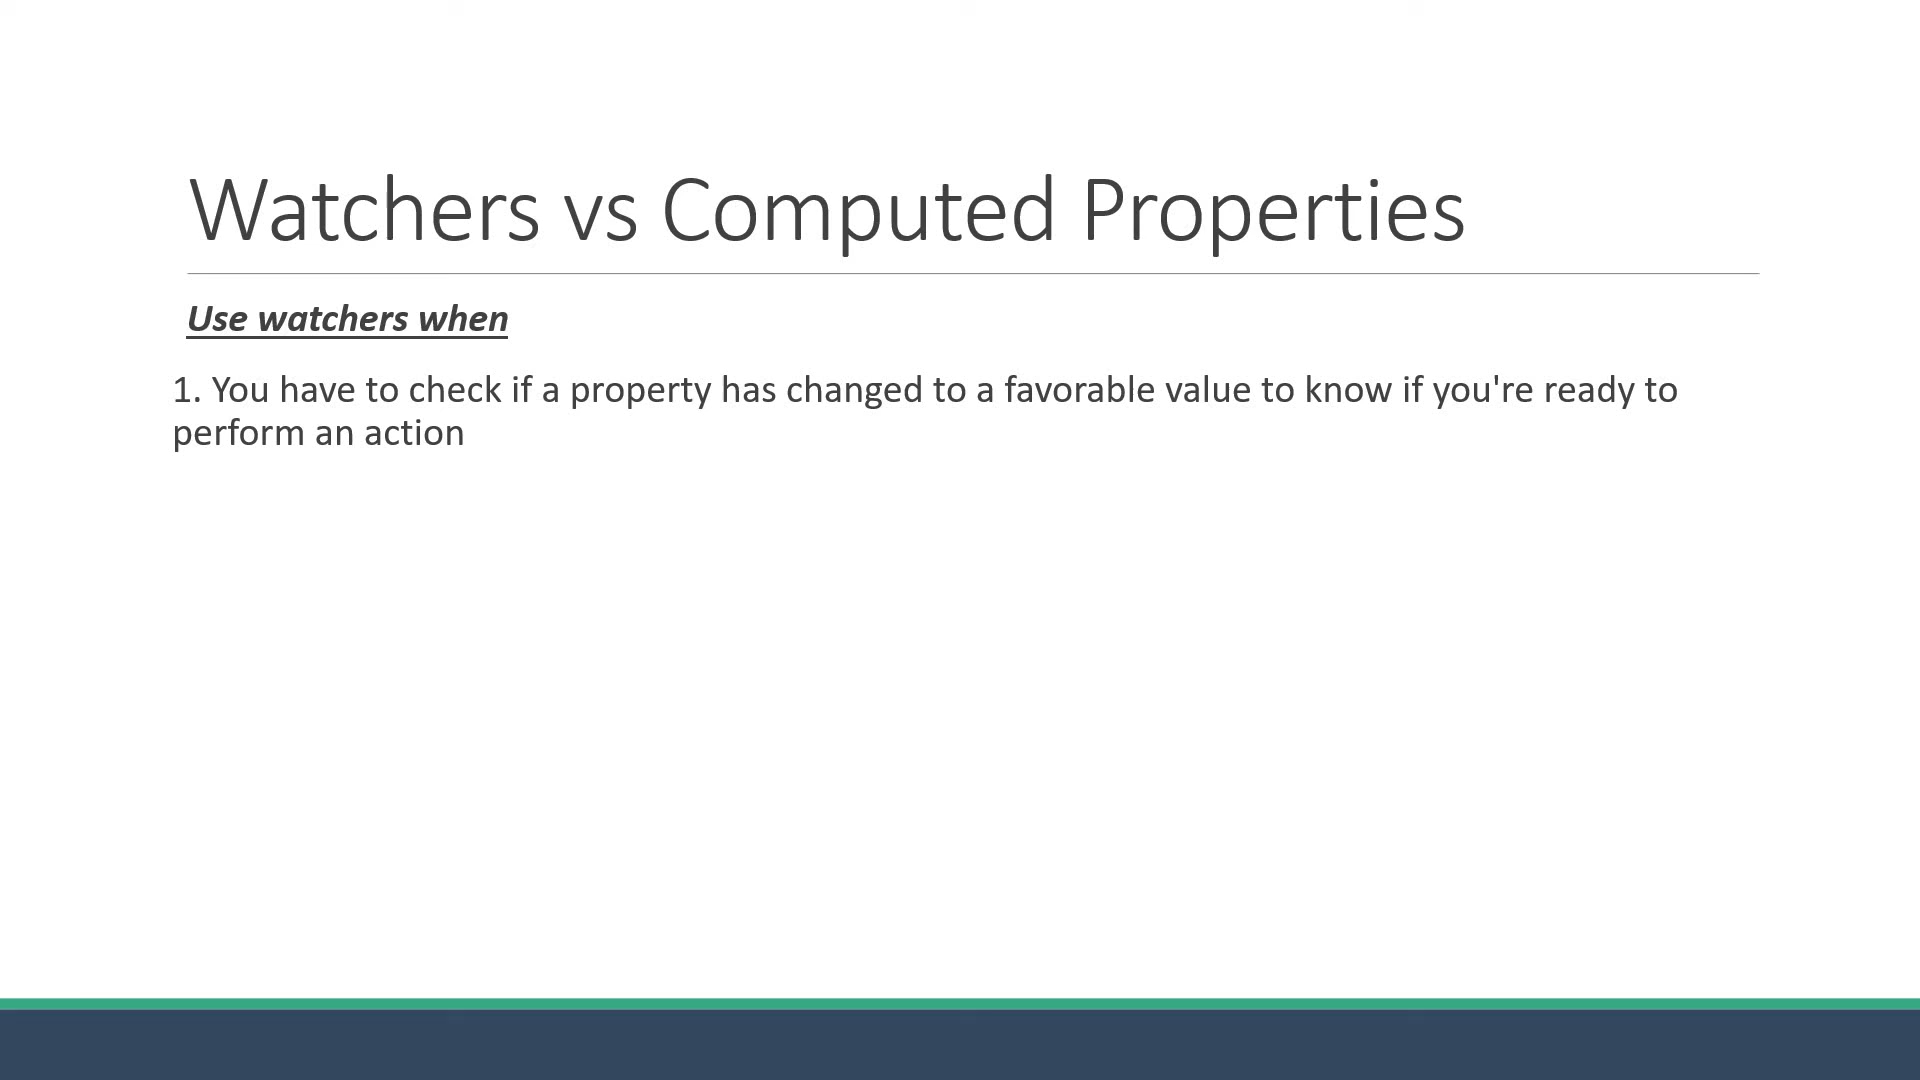 Watchers vs Computed Properties
Use watchers when
1. You have to check if a property has changed to a favorable value to know if you're ready to
perform an action